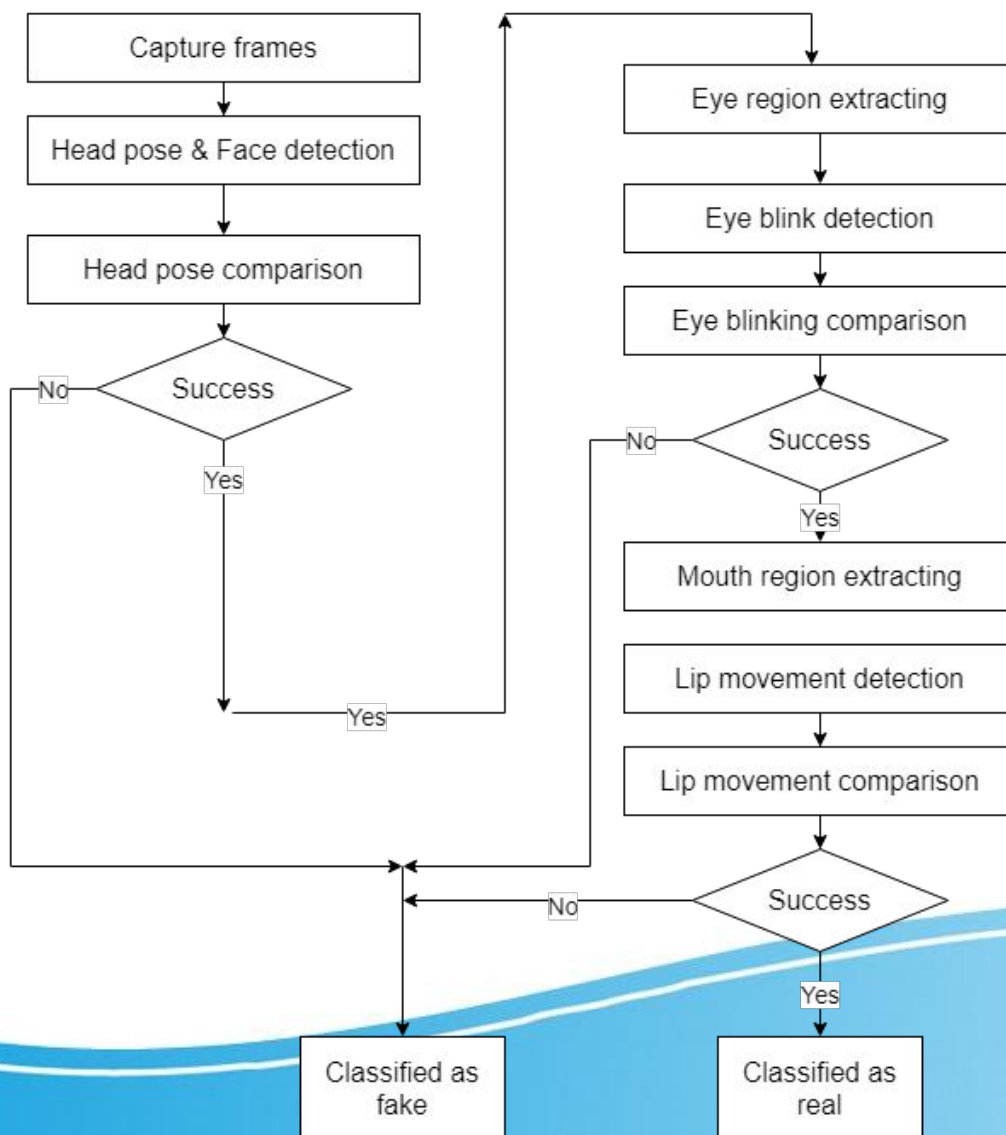 Capture frames
Head pose & Face detection
Head pose comparison
Success
No
Yes
Yes
Eye region extracting
Eye blink detection
Eye blinking comparison
Success
No
Yes
Mouth region extracting
Lip movement detection
Lip movement comparison
Success
No
Yes
Classified as
fake
Classified as
real